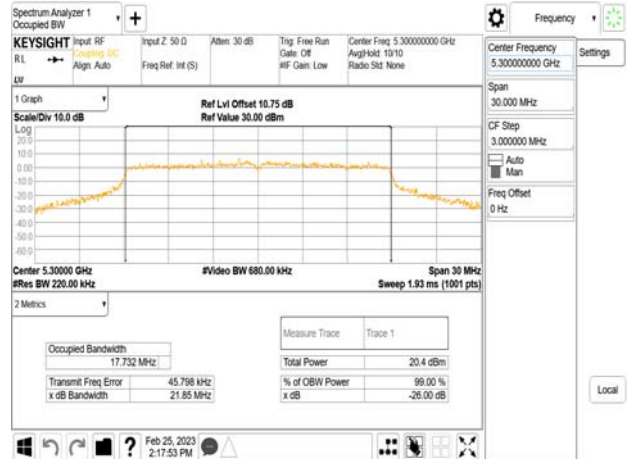 Spectrum Analyzer 1
Occupied BW
+
Frequency
KEYSIGHT Input: RF Input Z: 50 Ω Atten: 30 dB Trig: Free Run Center Freq: 5.300000000 GHz
RL Coupling: DC Gate: Off Avg|Hold: 10/10
Align: Auto Freq Ref: Int (S) #IF Gain: Low Radio Std: None
LXI
Center Frequency
5.300000000 GHz
Settings
Span
30.000 MHz
CF Step
3.000000 MHz
Auto
Man
Freq Offset
0 Hz
Local
1 Graph
Ref Lvl Offset 10.75 dB
Scale/Div 10.0 dB Ref Value 30.00 dBm
Log
20.0
10.0
0.00
-10.0
-20.0
-30.0
-40.0
-50.0
-60.0
Center 5.30000 GHz #Video BW 680.00 kHz Span 30 MHz
#Res BW 220.00 kHz Sweep 1.93 ms (1001 pts)
2 Metrics
Measure Trace Trace 1
Occupied Bandwidth
17.732 MHz
Total Power 20.4 dBm
Transmit Freq Error 45.798 kHz % of OBW Power 99.00 %
x dB Bandwidth 21.85 MHz x dB -26.00 dB
? Feb 25, 2023
2:17:53 PM